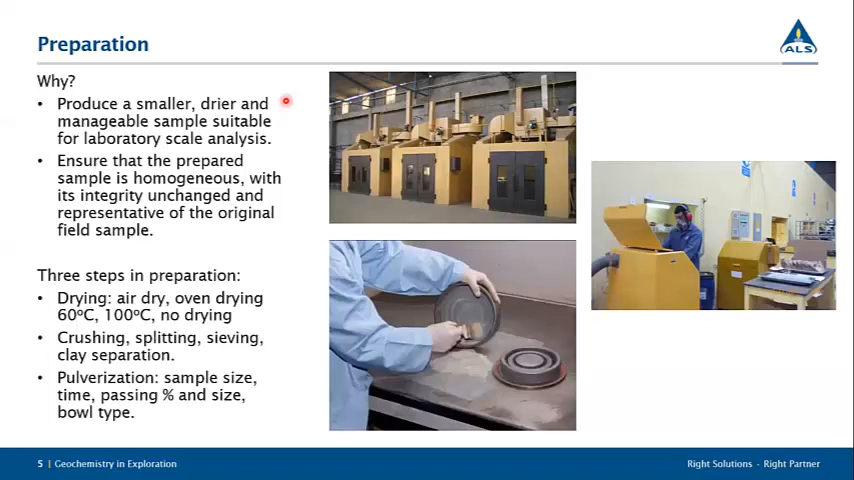 Preparation
ALS
Why?
• Produce a smaller, drier and
manageable sample suitable
for laboratory scale analysis.
• Ensure that the prepared
sample is homogeneous, with
its integrity unchanged and
representative of the original
field sample.
Three steps in preparation:
• Drying: air dry, oven drying
60ºC, 100ºC, no drying
• Crushing, splitting, sieving,
clay separation.
• Pulverization: sample size,
time, passing % and size,
bowl type.
5 | Geochemistry in Exploration
Right Solutions · Right Partner